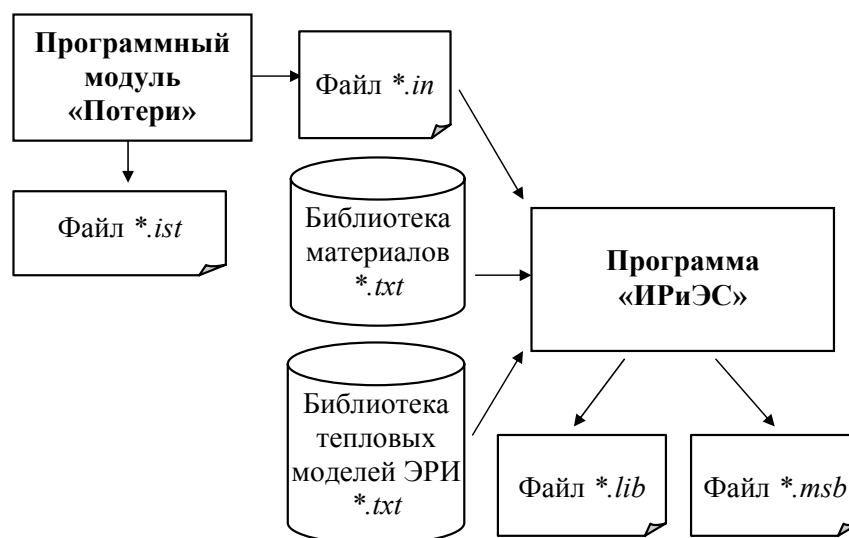 Программный
модуль
«Потери»
Файл *.in
Файл *.ist
Библиотека
материалов
*.txt
Программа
«ИРиЭС»
Библиотека
тепловых
моделей ЭРИ
*.txt
Файл *.lib
Файл *.msb